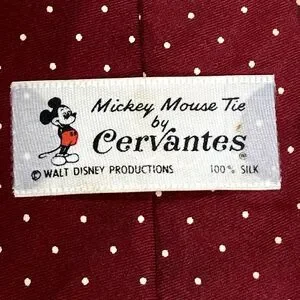 Mickey Mouse Tie
by
Cervantes®
© WALT DISNEY PRODUCTIONS 100% SILK